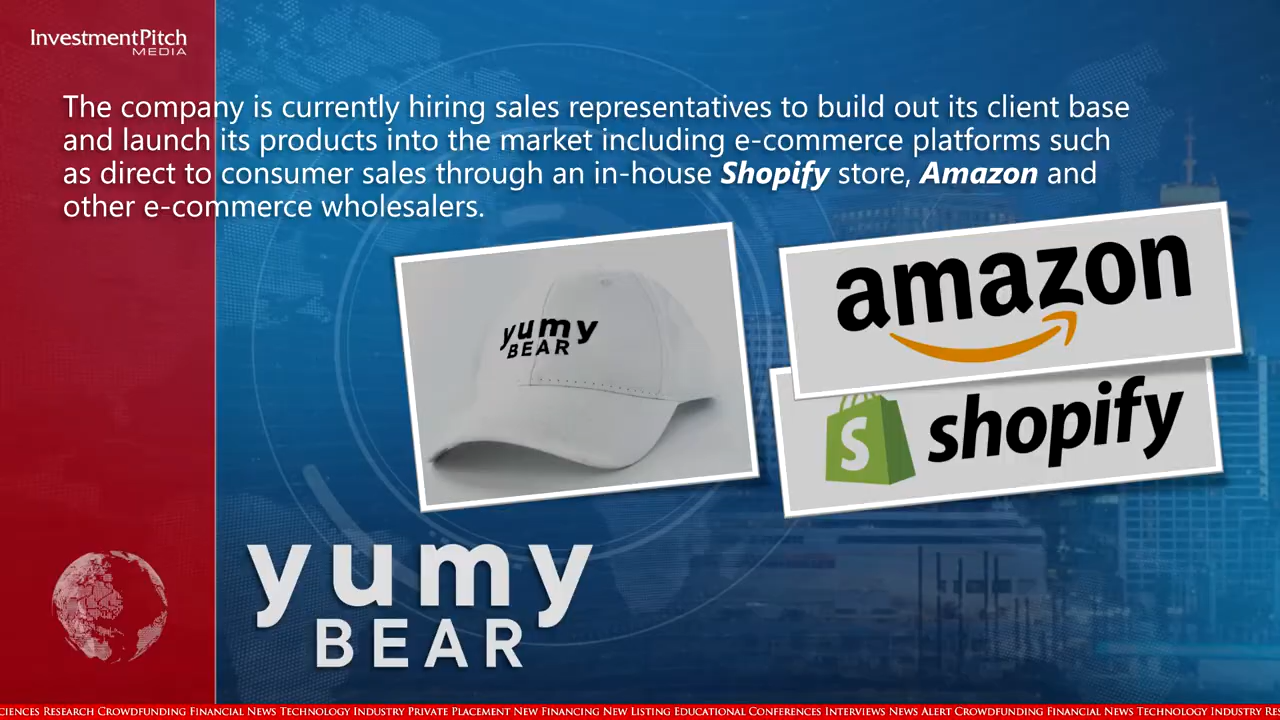 InvestmentPitch
MEDIA
The company is currently hiring sales representatives to build out its client base
and launch its products into the market including e-commerce platforms such
as direct to consumer sales through an in-house Shopify store, Amazon and
other e-commerce wholesalers.
yumy
BEAR
amazon
S
shopify
yumy
BEAR
CIENCES RESEARCH CROWDFUNDING FINANCIAL NEWS TECHNOLOGY INDUSTRY PRIVATE PLACEMENT NEW FINANCING NEW LISTING EDUCATIONAL CONFERENCES INTERVIEWS NEWS ALERT CROWDFUNDING FINANCIAL NEWS TECHNOLOGY INDUSTRY RE